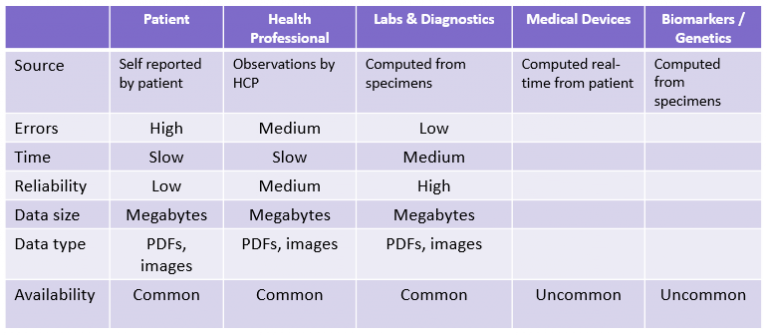 Patient
Health
Professional
Labs & Diagnostics
Medical Devices
Biomarkers /
Genetics
Source
Self reported
by patient
Observations by
HCP
Computed from
specimens
Computed real-
time from patient
Computed
from
specimens
Errors
High
Medium
Low
Time
Slow
Slow
Medium
Reliability
Low
Medium
High
Data size
Megabytes
Megabytes
Megabytes
Data type
PDFs,
images
PDFs, images
PDFs, images
Availability
Common
Common
Common
Uncommon
Uncommon